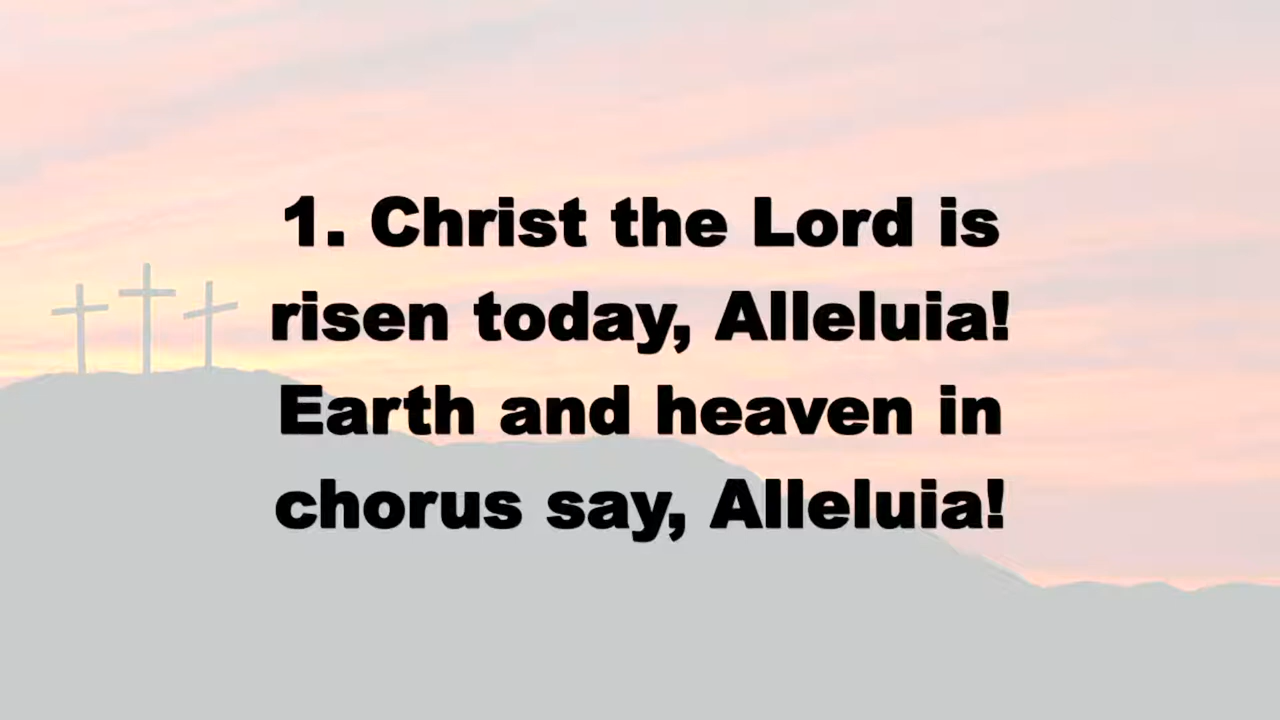 1. Christ the Lord is
risen today, Alleluia!
Earth and heaven in
chorus say, Alleluia!